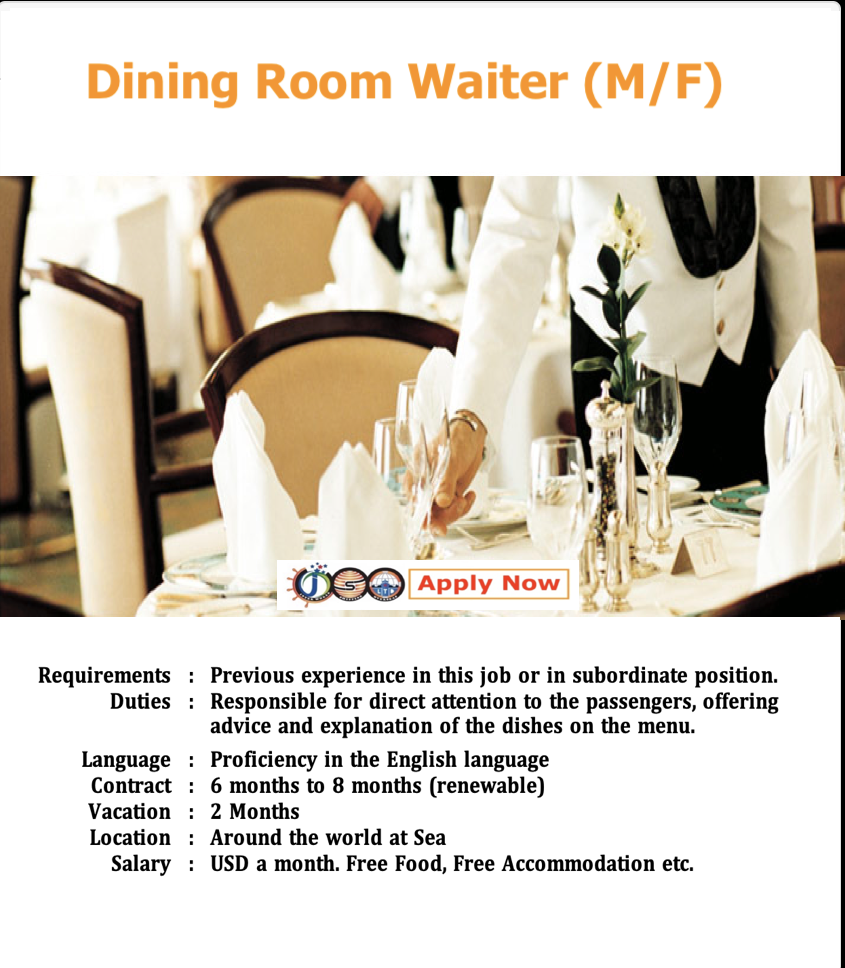 Dining Room Waiter (M/F)
Apply Now
Requirements : Previous experience in this job or in subordinate position.
Duties : Responsible for direct attention to the passengers, offering
advice and explanation of the dishes on the menu.
Language : Proficiency in the English language
Contract : 6 months to 8 months (renewable)
Vacation : 2 Months
Location : Around the world at Sea
Salary : USD a month. Free Food, Free Accommodation etc.